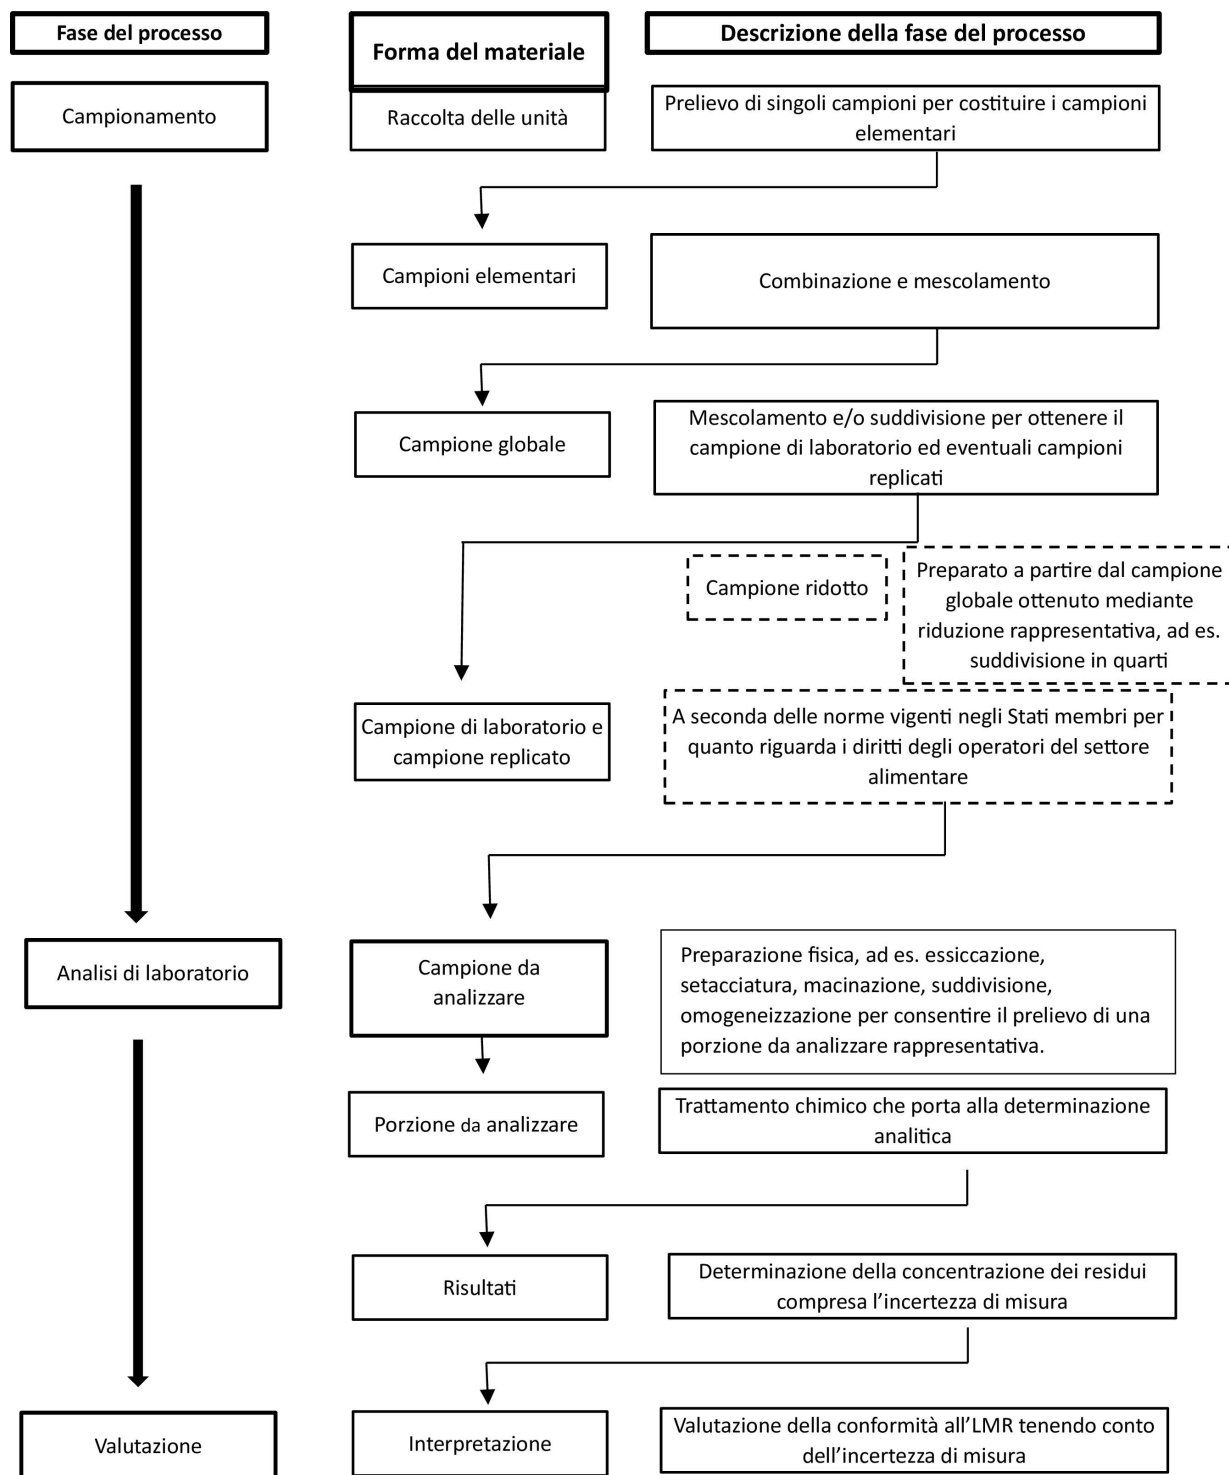 Fase del processo
Forma del materiale
Descrizione della fase del processo
Campionamento
Raccolta delle unità
Prelievo di singoli campioni per costituire i campioni
elementari
Campioni elementari
Combinazione e mescolamento
Campione globale
Mescolamento e/o suddivisione per ottenere il
campione di laboratorio ed eventuali campioni
replicati
Campione ridotto
Preparato a partire dal campione
globale ottenuto mediante
riduzione rappresentativa, ad es.
suddivisione in quarti
Campione di laboratorio e
campione replicato
A seconda delle norme vigenti negli Stati membri per
quanto riguarda i diritti degli operatori del settore
alimentare
Analisi di laboratorio
Campione da
analizzare
Preparazione fisica, ad es. essiccazione,
setacciatura, macinazione, suddivisione,
omogeneizzazione per consentire il prelievo di una
porzione da analizzare rappresentativa.
Porzione da analizzare
Trattamento chimico che porta alla determinazione
analitica
Risultati
Determinazione della concentrazione dei residui
compresa l’incertezza di misura
Valutazione
Interpretazione
Valutazione della conformità all’LMR tenendo conto
dell’incertezza di misura